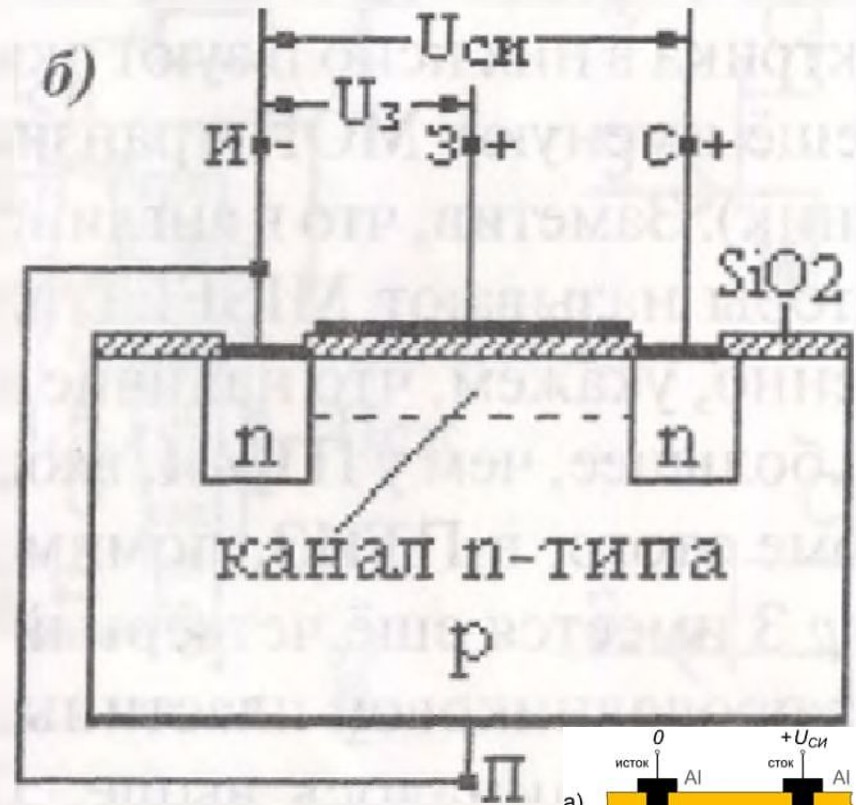 б)
Uси
Uз
И - З + С +
SiO2
n n
канал n-типа
p
П
0 +UСИ
исток сток
Al Al
а)